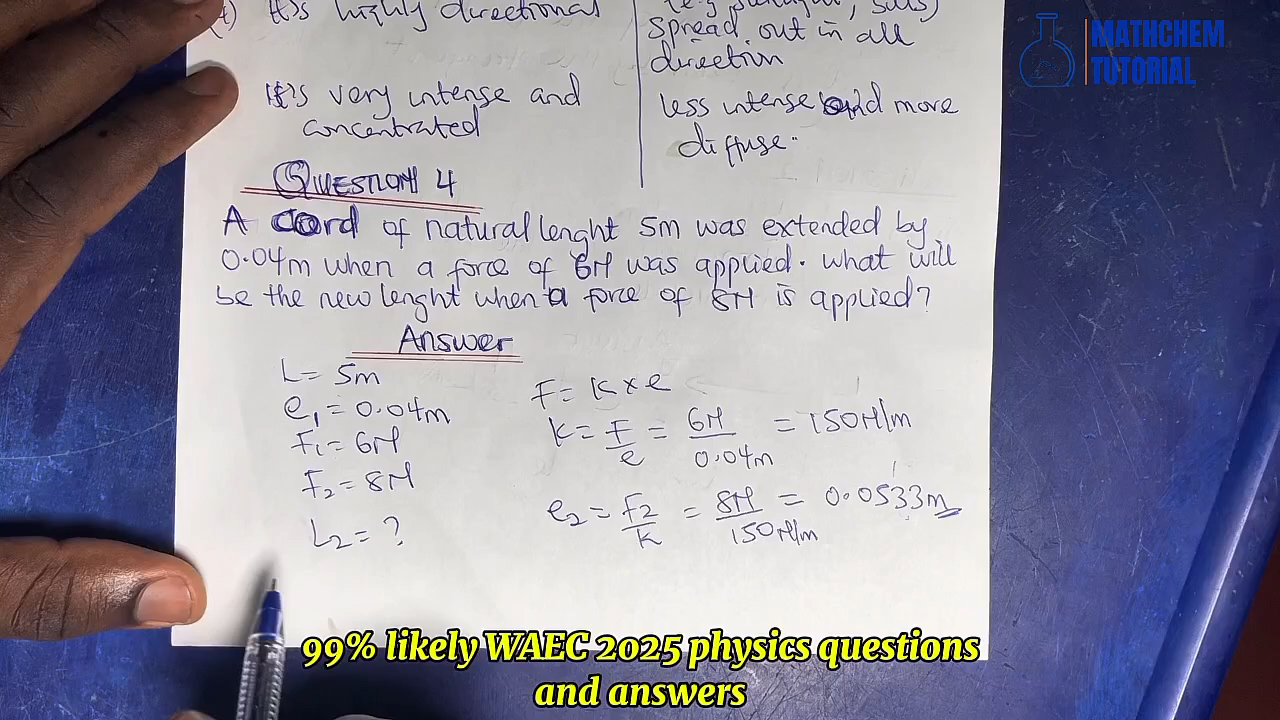 It's highly directional
spread out in all
direction
It's very intense and
concentrated
less intense and more
diffuse.
QUESTION 4
A cord of natural lenght 5m was extended by
0.04m when a force of 6N was applied. what will
be the new lenght when a force of 8N is applied?
Answer
L = 5m
e₁ = 0.04m
F₁ = 6N
F₂ = 8N
L₂ = ?
F = K x e
K = F/e = 6N/0.04m = 150N/m
e₂ = F₂/K = 8N/150N/m = 0.0533m
MATHCHEM
TUTORIAL
99% likely WAEC 2025 physics questions
and answers